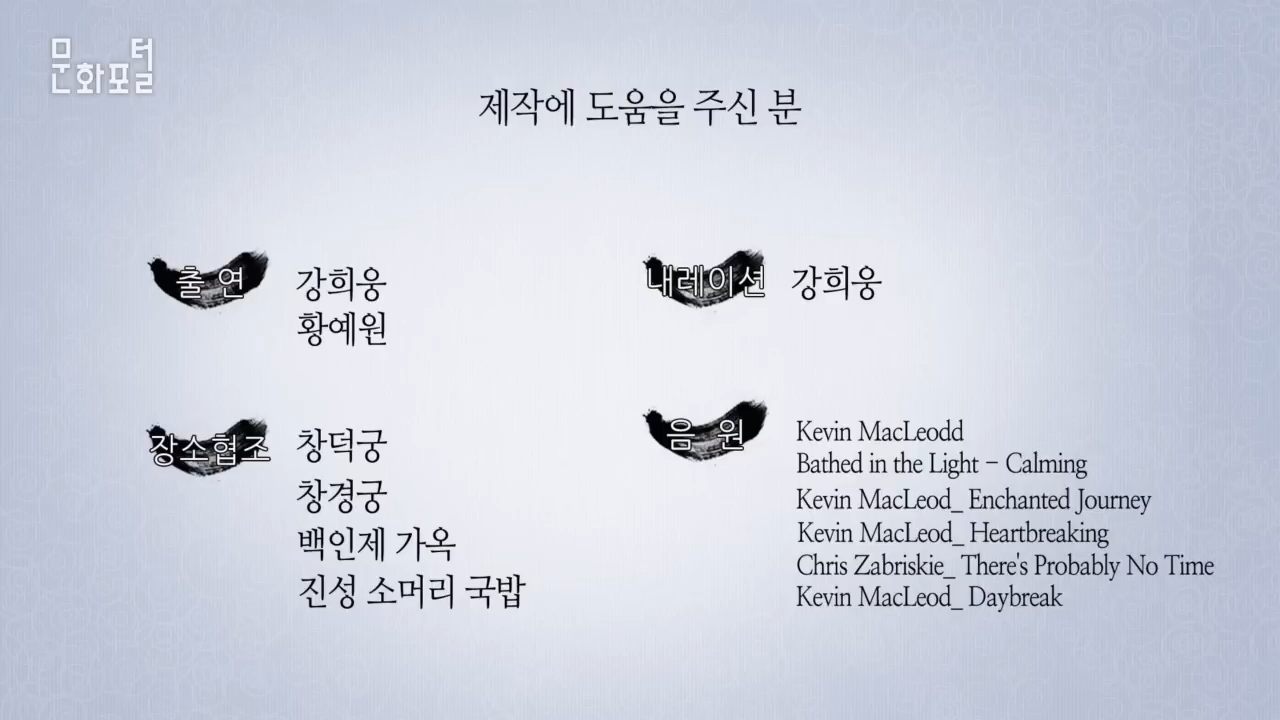 문화포털
제작에 도움을 주신 분
출 연
강희웅
황예원
내레이션
강희웅
장소협조
창덕궁
창경궁
백인제 가옥
진성 소머리 국밥
음 원
Kevin MacLeodd
Bathed in the Light - Calming
Kevin MacLeod_ Enchanted Journey
Kevin MacLeod_ Heartbreaking
Chris Zabriskie_ There's Probably No Time
Kevin MacLeod_ Daybreak